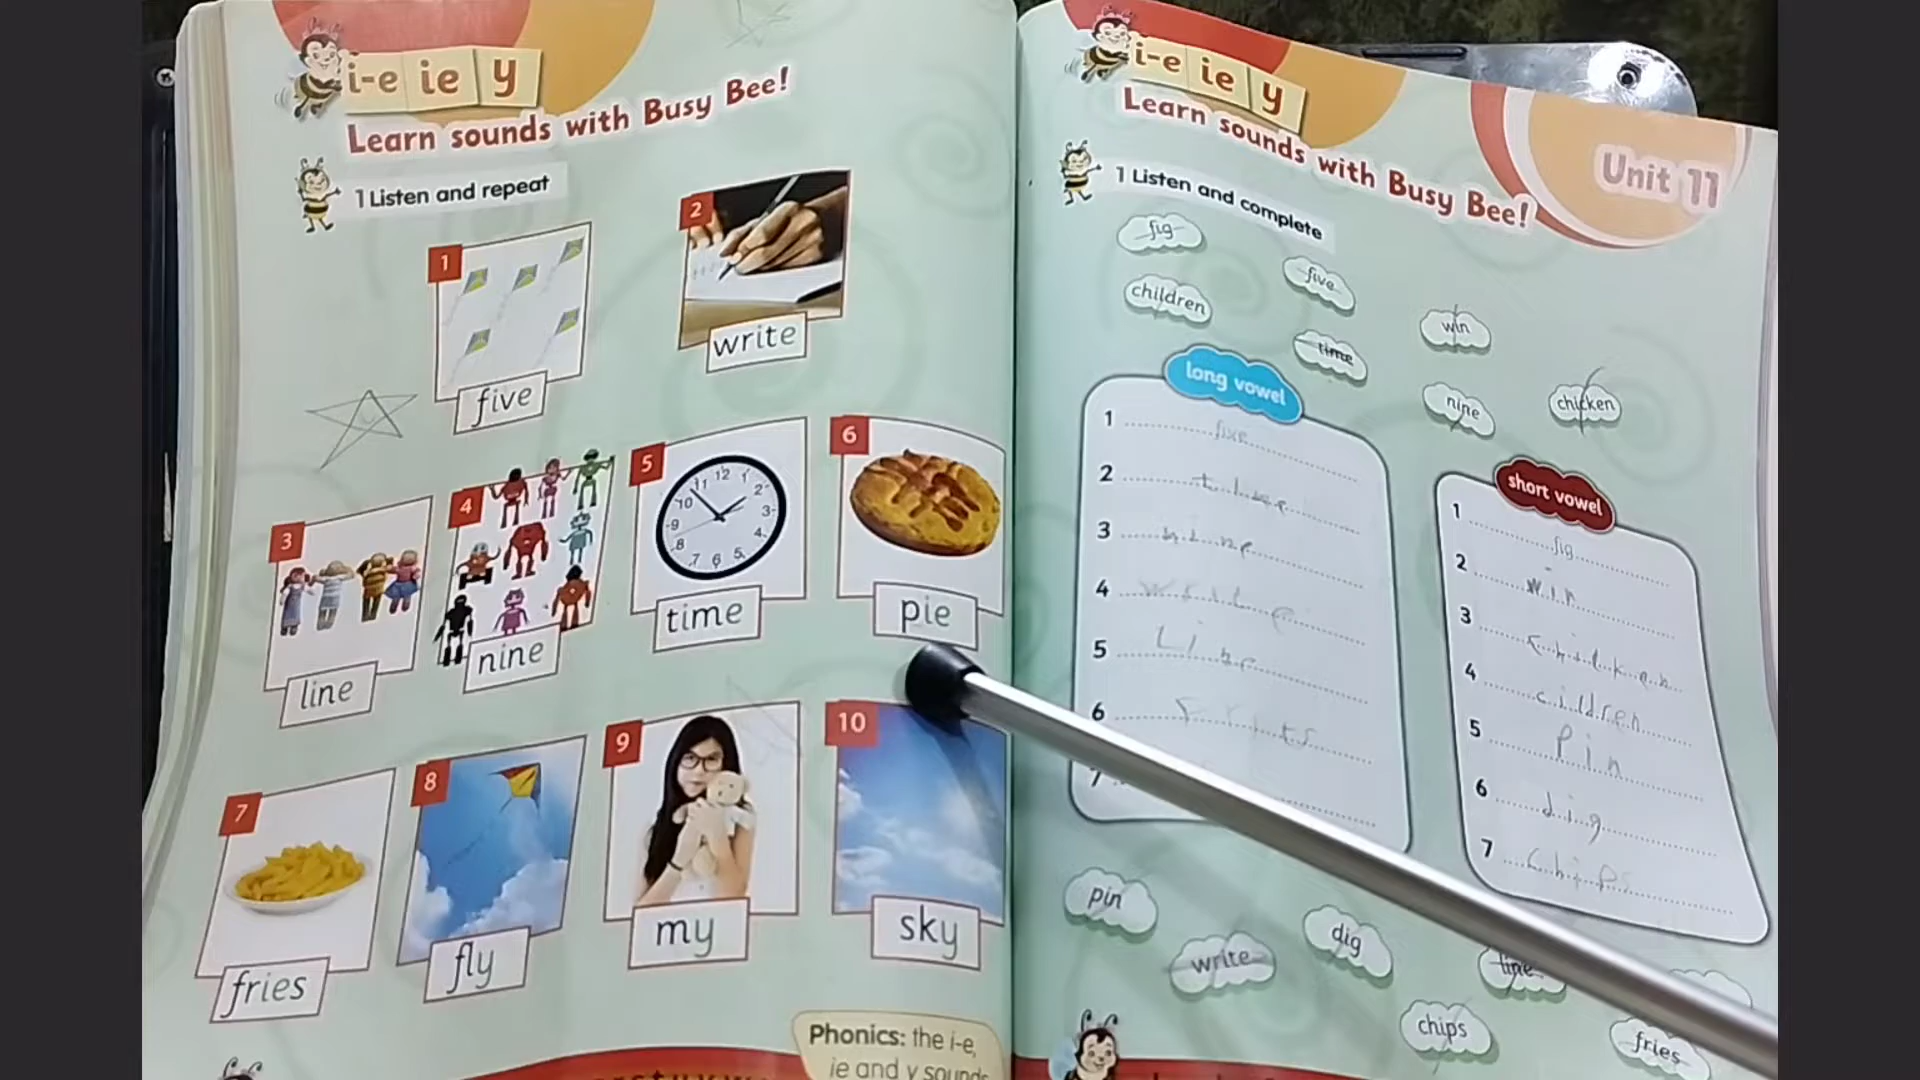 i-e ie y
Learn sounds with Busy Bee!
1 Listen and repeat
1
five
2
write
3
line
4
nine
5
time
6
pie
7
fries
8
fly
9
my
10
sky
Phonics: the i-e,
ie and y sounds
i-e ie y
Learn sounds with Busy Bee!
Unit 11
1 Listen and complete
fig
five
children
win
time
nine
chicken
long vowel
1 five
2 time
3 nine
4 write
5 Line
6
7
short vowel
1 fig
2 win
3
4 cildren
5 Pin
6 dig
7 chips
pin
write
dig
line
chips
fries